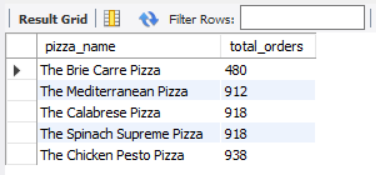 Result Grid Filter Rows:
pizza_name total_orders
The Brie Carre Pizza 480
The Mediterranean Pizza 912
The Calabrese Pizza 918
The Spinach Supreme Pizza 918
The Chicken Pesto Pizza 938